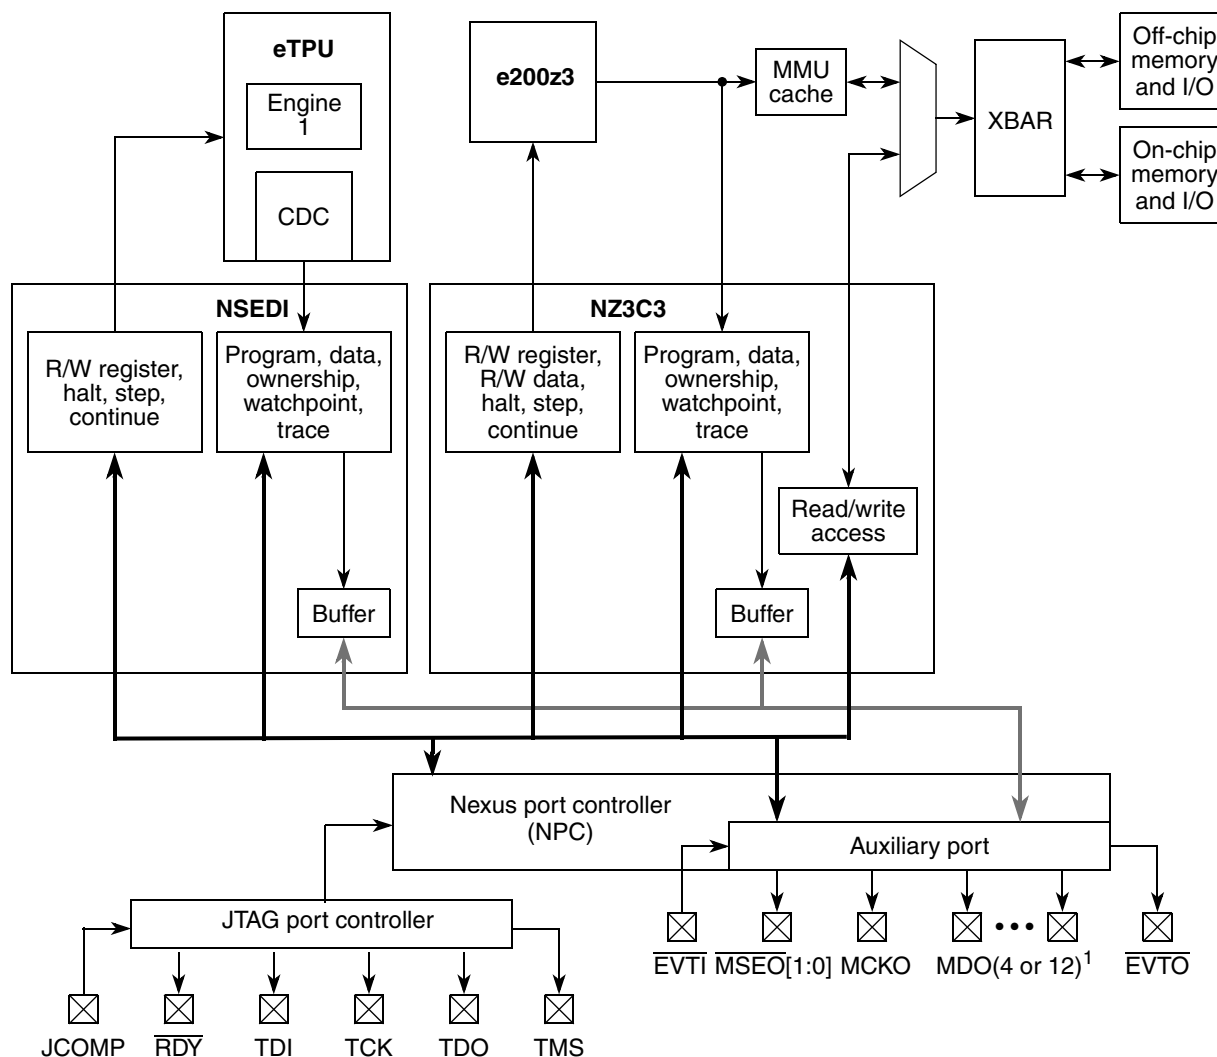 eTPU
Engine
1
CDC
e200z3
MMU
cache
XBAR
Off-chip
memory
and I/O
On-chip
memory
and I/O
NSEDI
R/W register,
halt, step,
continue
Program, data,
ownership,
watchpoint,
trace
Buffer
NZ3C3
R/W register,
R/W data,
halt, step,
continue
Program, data,
ownership,
watchpoint,
trace
Read/write
access
Buffer
Nexus port controller
(NPC)
Auxiliary port
JTAG port controller
EVTI
MSEO[1:0]
MCKO
MDO(4 or 12)¹
EVTO
JCOMP
RDY
TDI
TCK
TDO
TMS